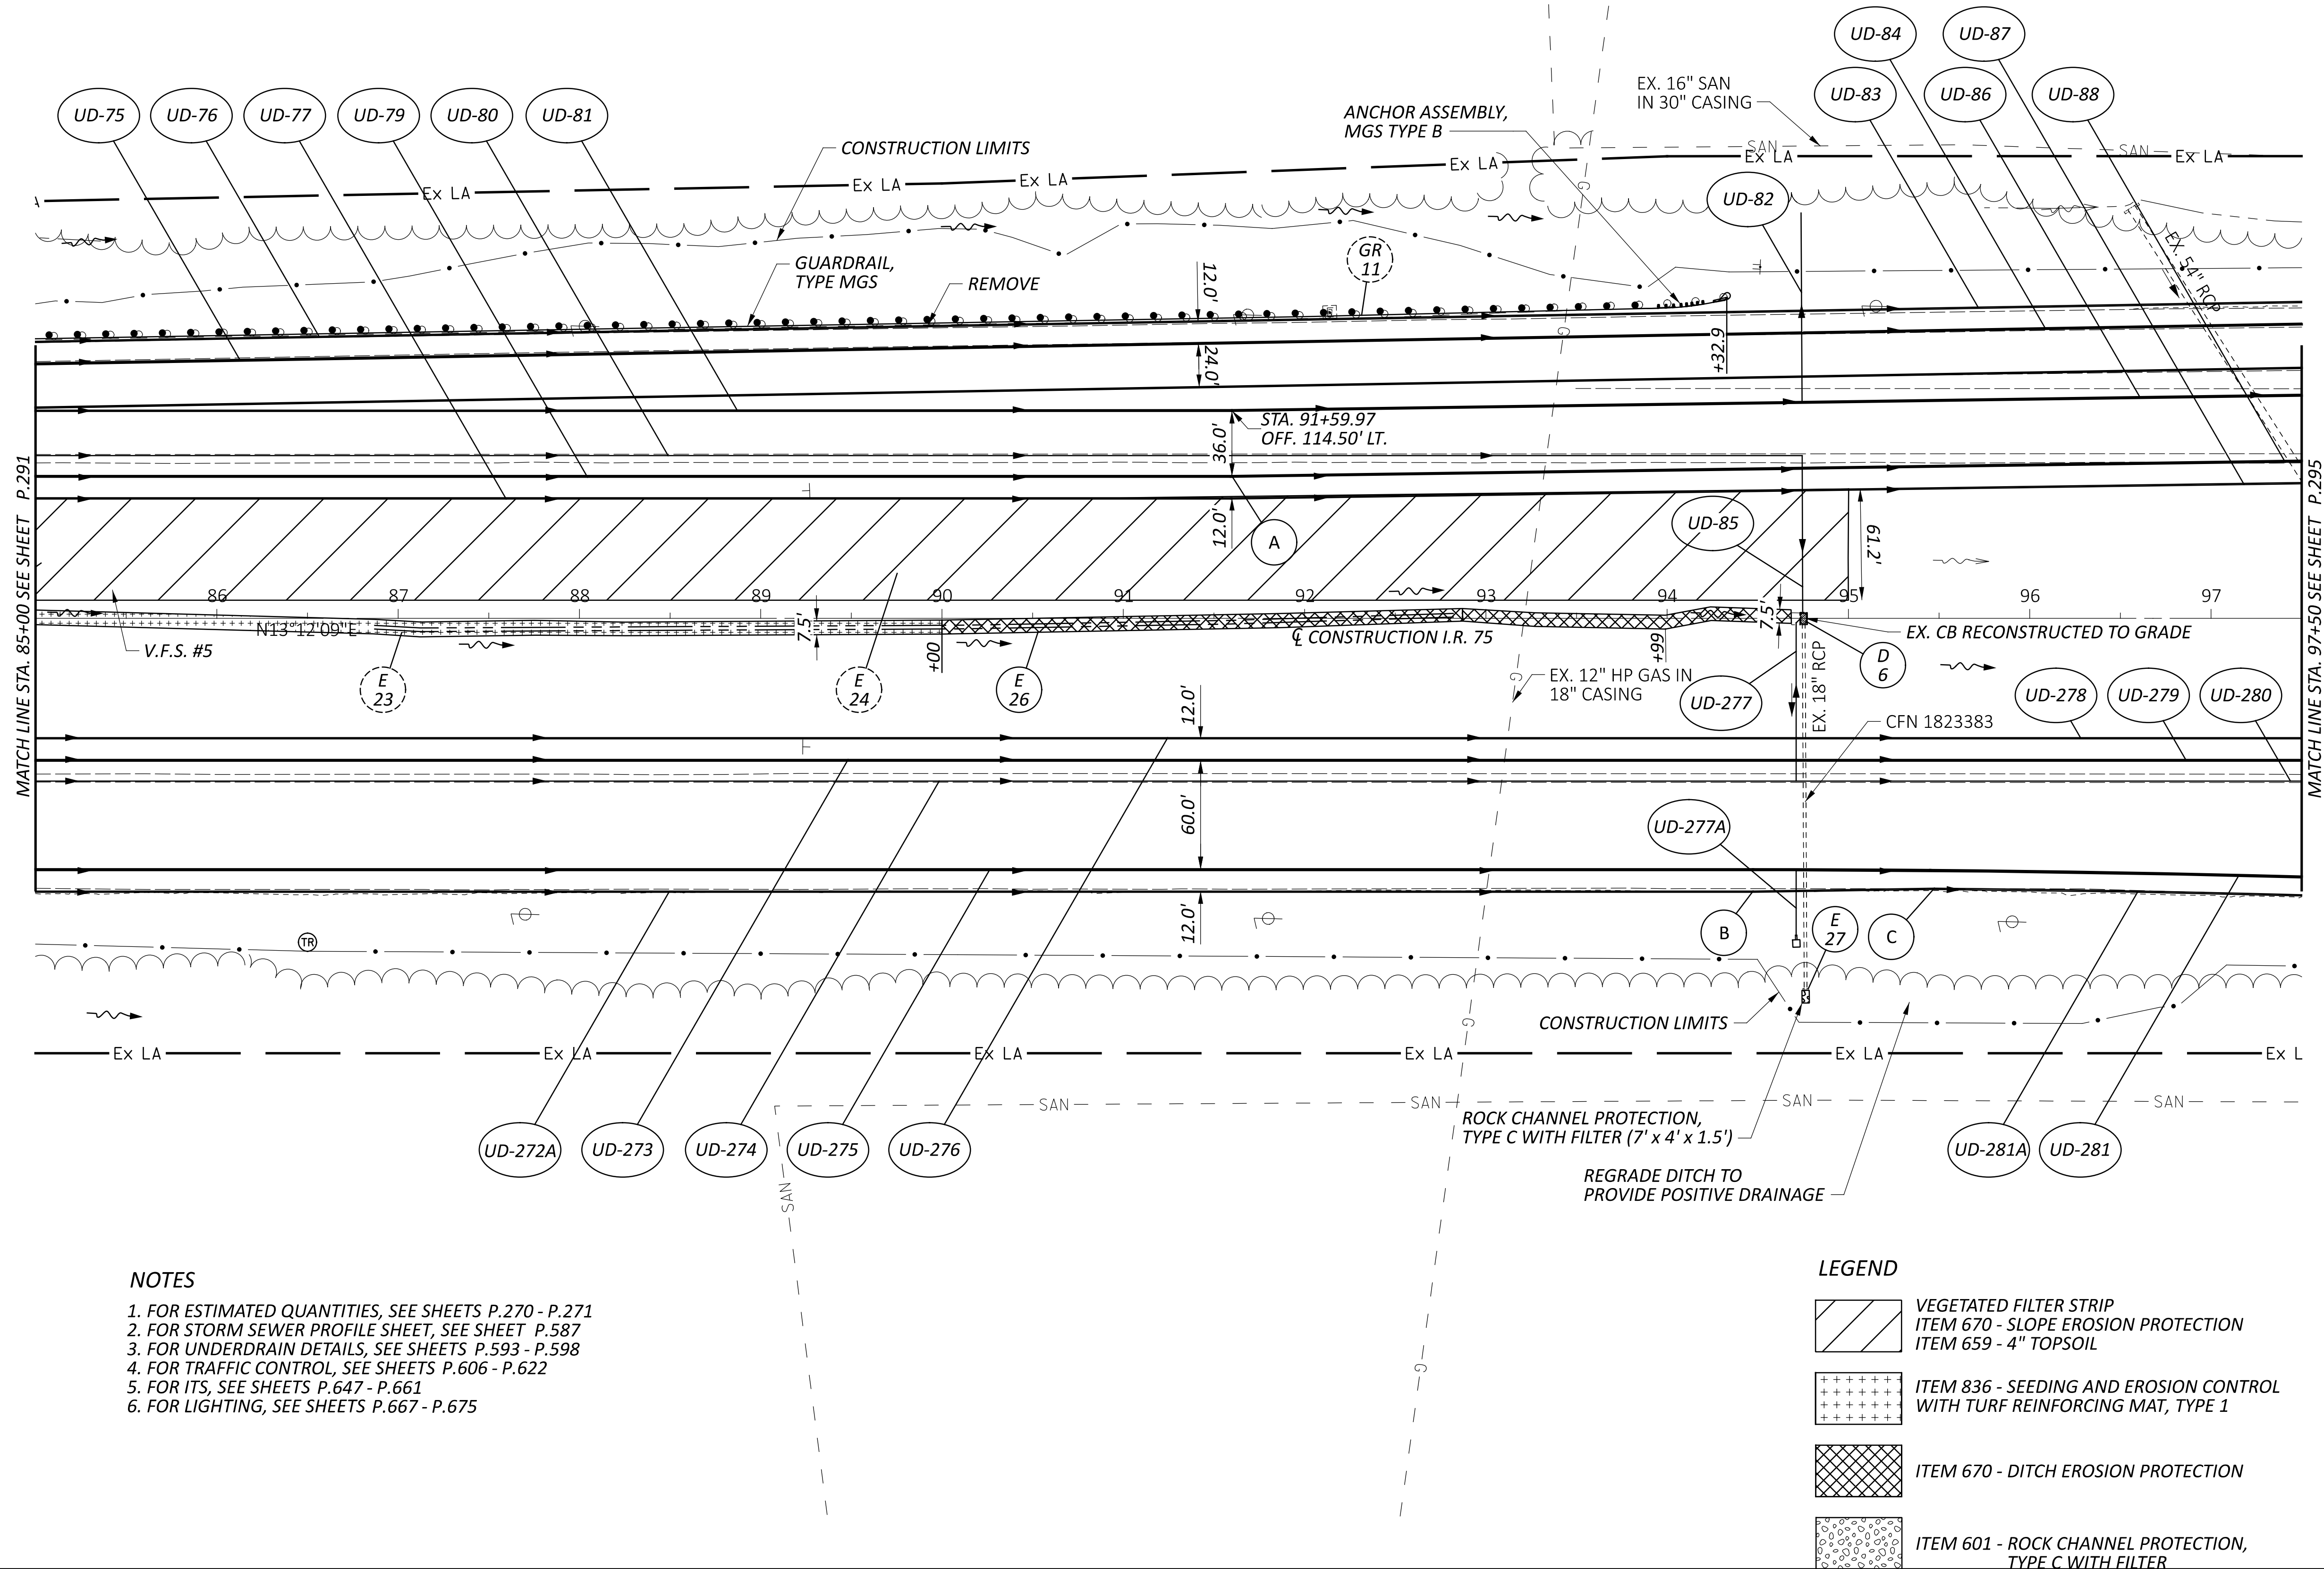 UD-84
UD-87
UD-75
UD-76
UD-77
UD-79
UD-80
UD-81
UD-83
UD-86
UD-88
EX. 16" SAN
IN 30" CASING
ANCHOR ASSEMBLY,
MGS TYPE B
CONSTRUCTION LIMITS
SAN
SAN
Ex LA
Ex LA
Ex LA
Ex LA
Ex LA
Ex LA
G
UD-82
EX. 54" RCP
GUARDRAIL,
TYPE MGS
REMOVE
GR
11
12.0'
G
+32.9
24.0'
STA. 91+59.97
OFF. 114.50' LT.
36.0'
MATCH LINE STA. 85+00 SEE SHEET P.291
MATCH LINE STA. 97+50 SEE SHEET P.295
12.0'
A
UD-85
61.2'
86
87
88
89
90
91
92
93
94
95
96
97
N13°12'09"E
7.5'
7.5'
℄ CONSTRUCTION I.R. 75
EX. CB RECONSTRUCTED TO GRADE
V.F.S. #5
+00
+99
E
23
E
24
E
26
G
EX. 12" HP GAS IN
18" CASING
UD-277
EX. 18" RCP
D
6
UD-278
UD-279
UD-280
12.0'
CFN 1823383
60.0'
UD-277A
12.0'
B
E
27
C
TR
CONSTRUCTION LIMITS
G
Ex LA
Ex LA
Ex LA
Ex LA
Ex LA
Ex L
SAN
SAN
SAN
SAN
G
ROCK CHANNEL PROTECTION,
TYPE C WITH FILTER (7' x 4' x 1.5')
UD-272A
UD-273
UD-274
UD-275
UD-276
UD-281A
UD-281
SAN
REGRADE DITCH TO
PROVIDE POSITIVE DRAINAGE
G
NOTES
1. FOR ESTIMATED QUANTITIES, SEE SHEETS P.270 - P.271
2. FOR STORM SEWER PROFILE SHEET, SEE SHEET P.587
3. FOR UNDERDRAIN DETAILS, SEE SHEETS P.593 - P.598
4. FOR TRAFFIC CONTROL, SEE SHEETS P.606 - P.622
5. FOR ITS, SEE SHEETS P.647 - P.661
6. FOR LIGHTING, SEE SHEETS P.667 - P.675
LEGEND
VEGETATED FILTER STRIP
ITEM 670 - SLOPE EROSION PROTECTION
ITEM 659 - 4" TOPSOIL
ITEM 836 - SEEDING AND EROSION CONTROL
WITH TURF REINFORCING MAT, TYPE 1
ITEM 670 - DITCH EROSION PROTECTION
ITEM 601 - ROCK CHANNEL PROTECTION,
TYPE C WITH FILTER